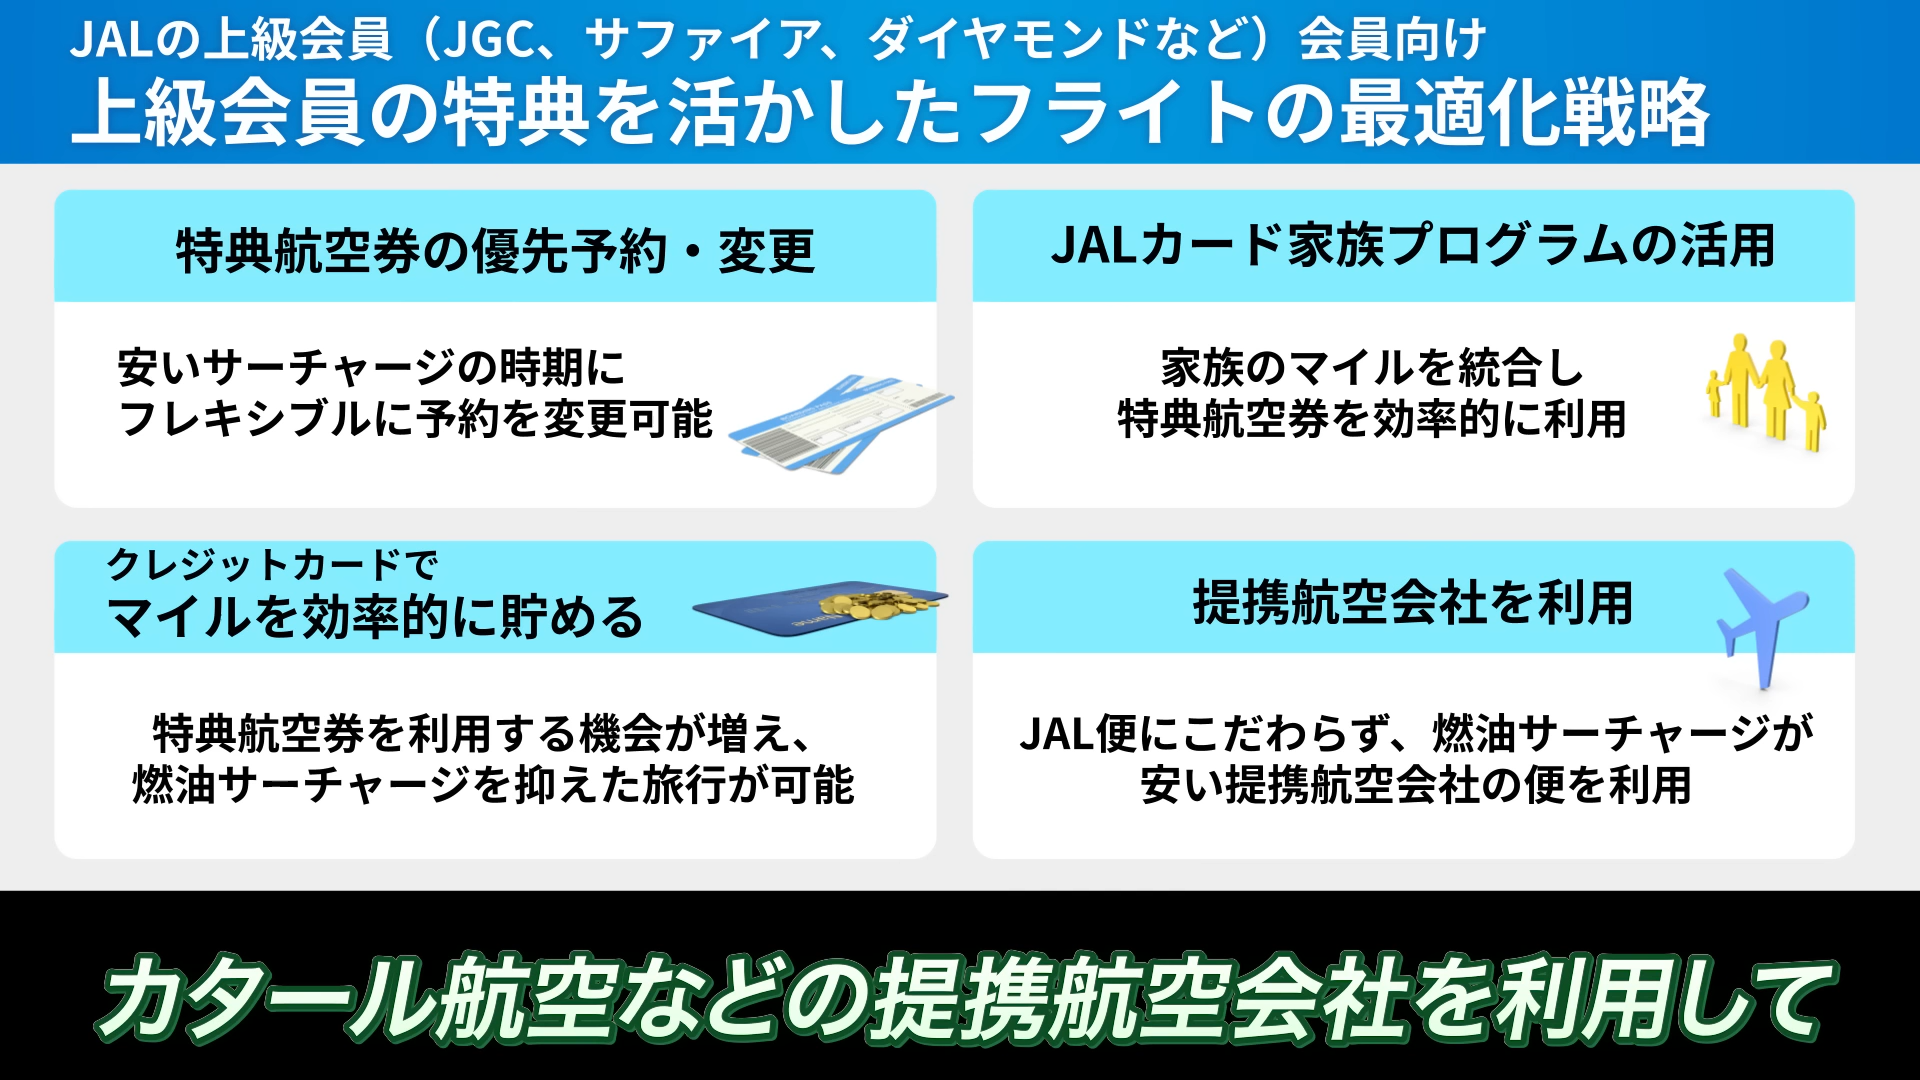 JALの上級会員（JGC、サファイア、ダイヤモンドなど）会員向け
上級会員の特典を活かしたフライトの最適化戦略
特典航空券の優先予約・変更
安いサーチャージの時期に
フレキシブルに予約を変更可能
JALカード家族プログラムの活用
家族のマイルを統合し
特典航空券を効率的に利用
クレジットカードで
マイルを効率的に貯める
特典航空券を利用する機会が増え、
燃油サーチャージを抑えた旅行が可能
提携航空会社を利用
JAL便にこだわらず、燃油サーチャージが
安い提携航空会社の便を利用
カタール航空などの提携航空会社を利用して